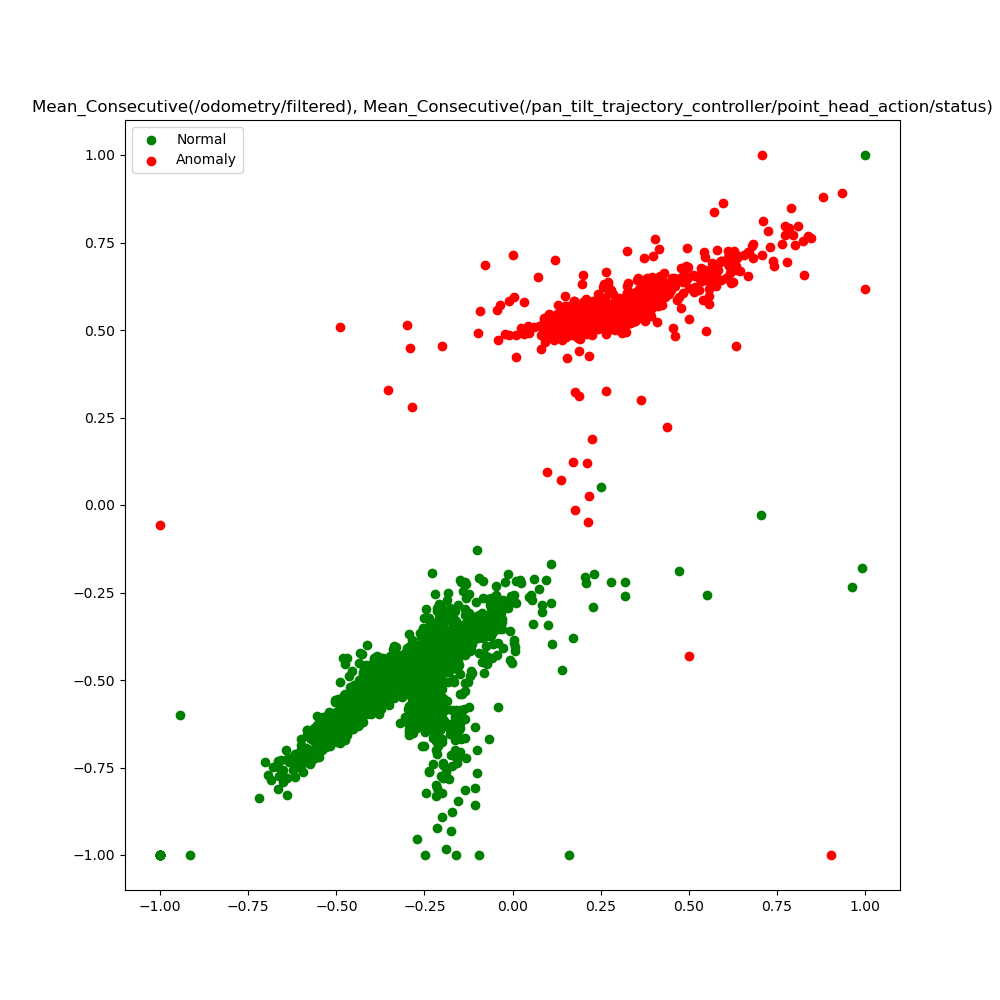 Mean_Consecutive(/odometry/filtered), Mean_Consecutive(/pan_tilt_trajectory_controller/point_head_action/status)
Normal
Anomaly
1.00
0.75
0.50
0.25
0.00
−0.25
−0.50
−0.75
−1.00
−1.00 −0.75 −0.50 −0.25 0.00 0.25 0.50 0.75 1.00